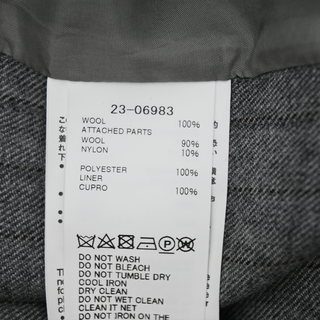 23-06983
WOOL 100%
ATTACHED PARTS
WOOL 90%
NYLON 10%
POLYESTER 100%
LINER
CUPRO 100%
DO NOT WASH
DO NOT BLEACH
DO NOT TUMBLE DRY
COOL IRON
DRY CLEAN
DO NOT WET CLEAN
CLEAN IT NET
DO NOT IRON ON THE